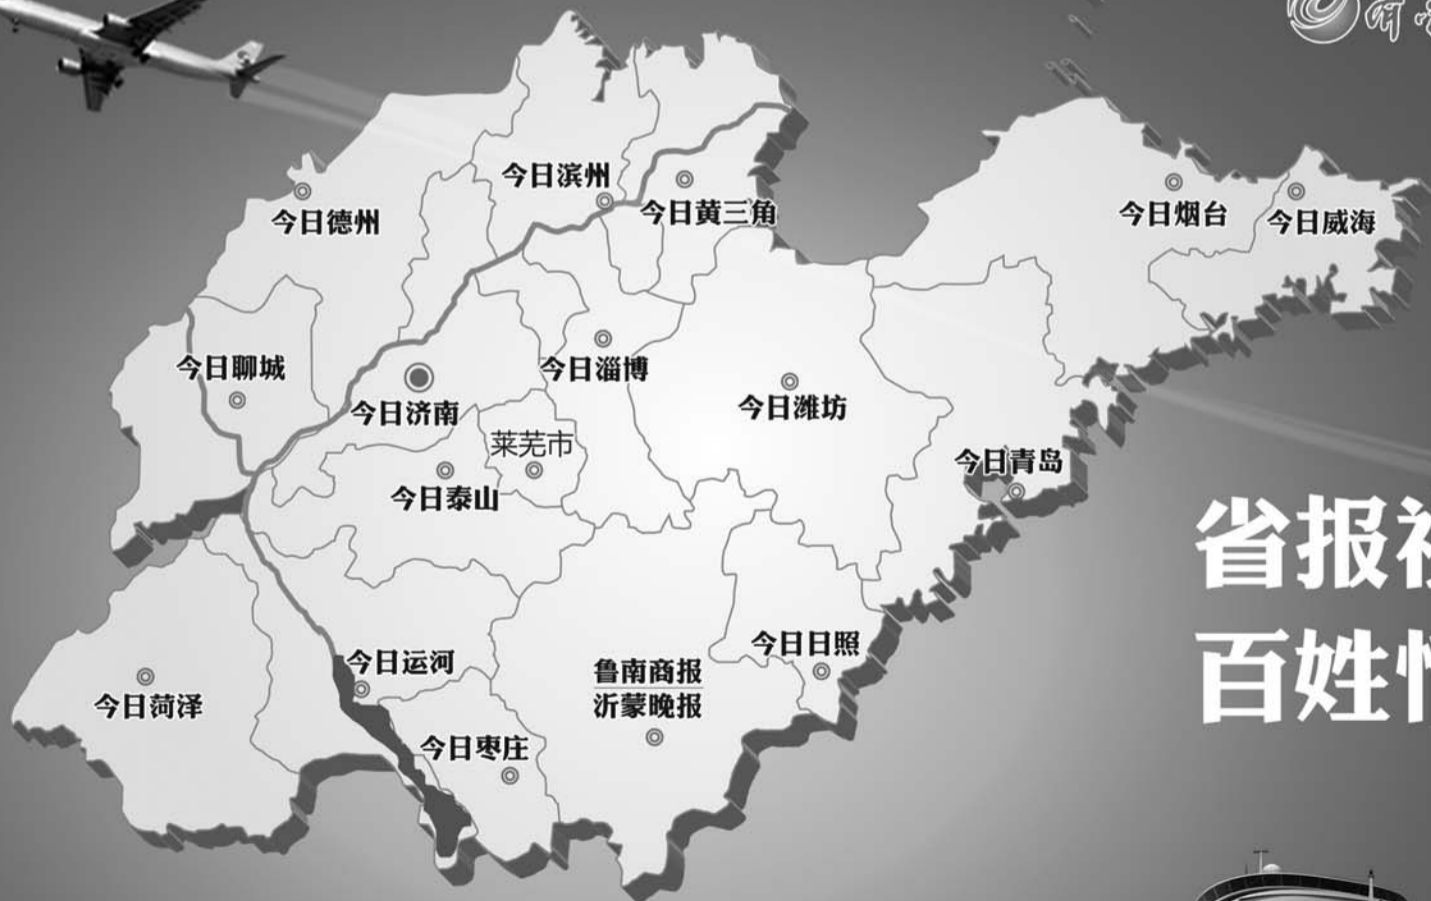 今日滨州
今日黄三角
今日德州
今日烟台
今日威海
今日聊城
今日淄博
今日济南
今日潍坊
莱芜市
今日青岛
今日泰山
省报
百姓
今日日照
今日运河
鲁南商报
沂蒙晚报
今日菏泽
今日枣庄